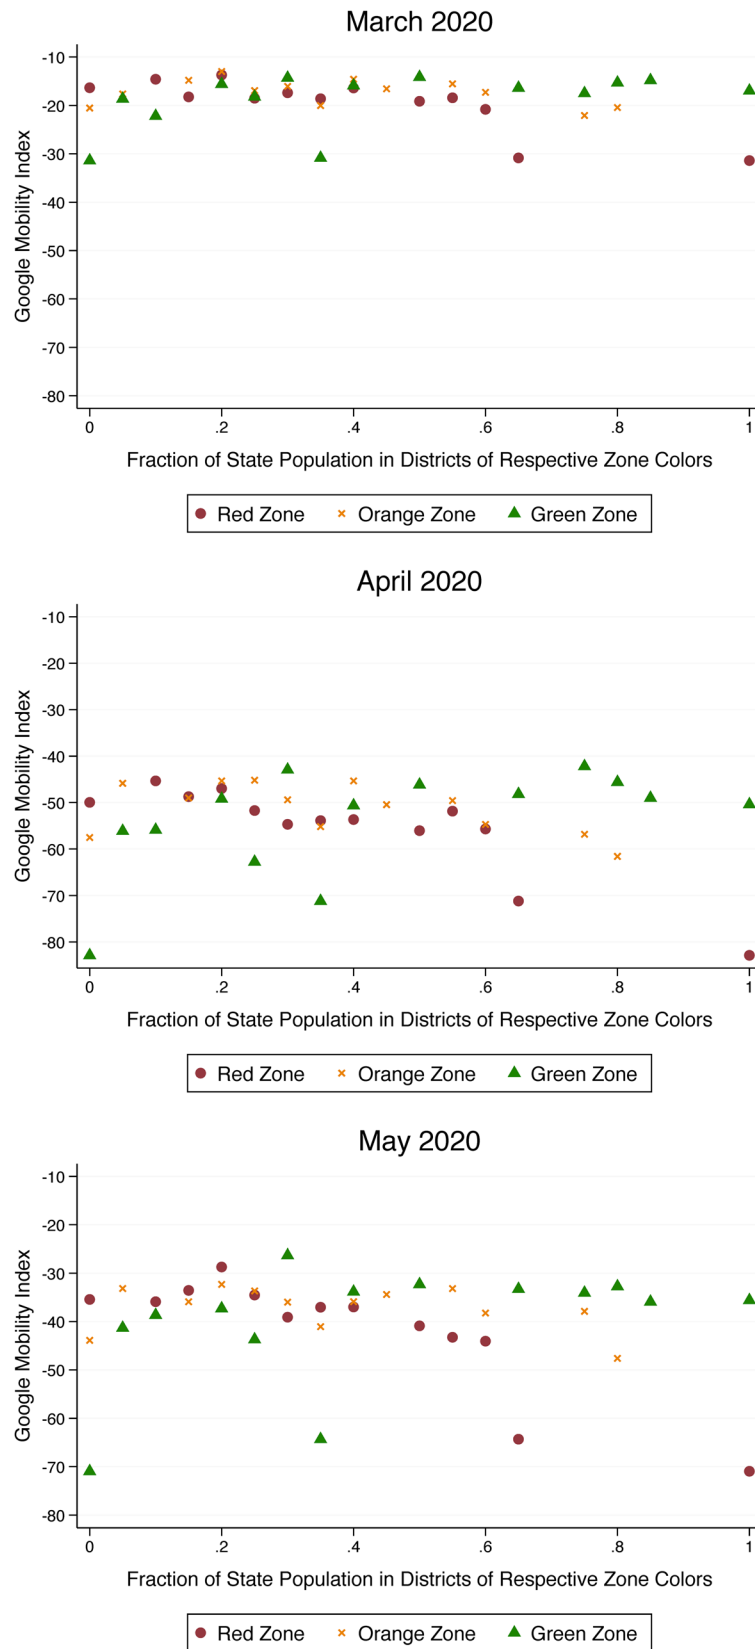 March 2020
Google Mobility Index
-10
-20
-30
-40
-50
-60
-70
-80
0 .2 .4 .6 .8 1
Fraction of State Population in Districts of Respective Zone Colors
Red Zone Orange Zone Green Zone
April 2020
Google Mobility Index
-10
-20
-30
-40
-50
-60
-70
-80
0 .2 .4 .6 .8 1
Fraction of State Population in Districts of Respective Zone Colors
Red Zone Orange Zone Green Zone
May 2020
Google Mobility Index
-10
-20
-30
-40
-50
-60
-70
-80
0 .2 .4 .6 .8 1
Fraction of State Population in Districts of Respective Zone Colors
Red Zone Orange Zone Green Zone